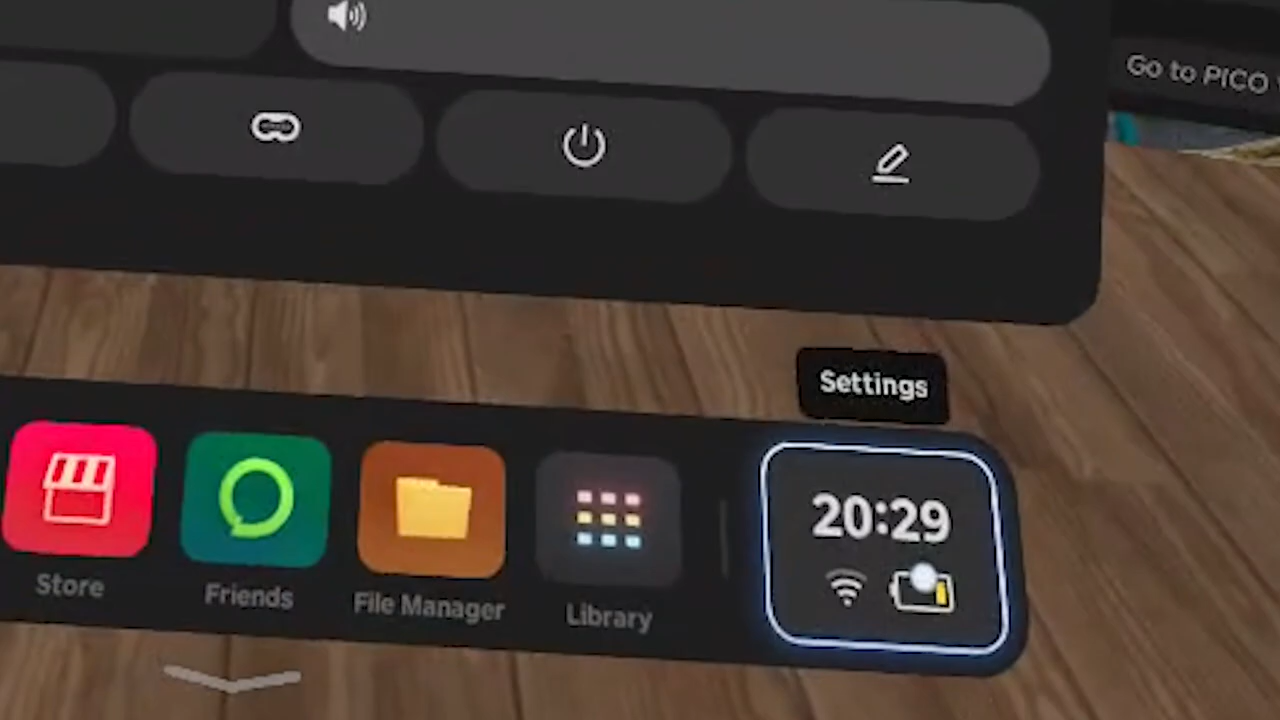 Go to PICO
Settings
20:29
Store
Friends
File Manager
Library